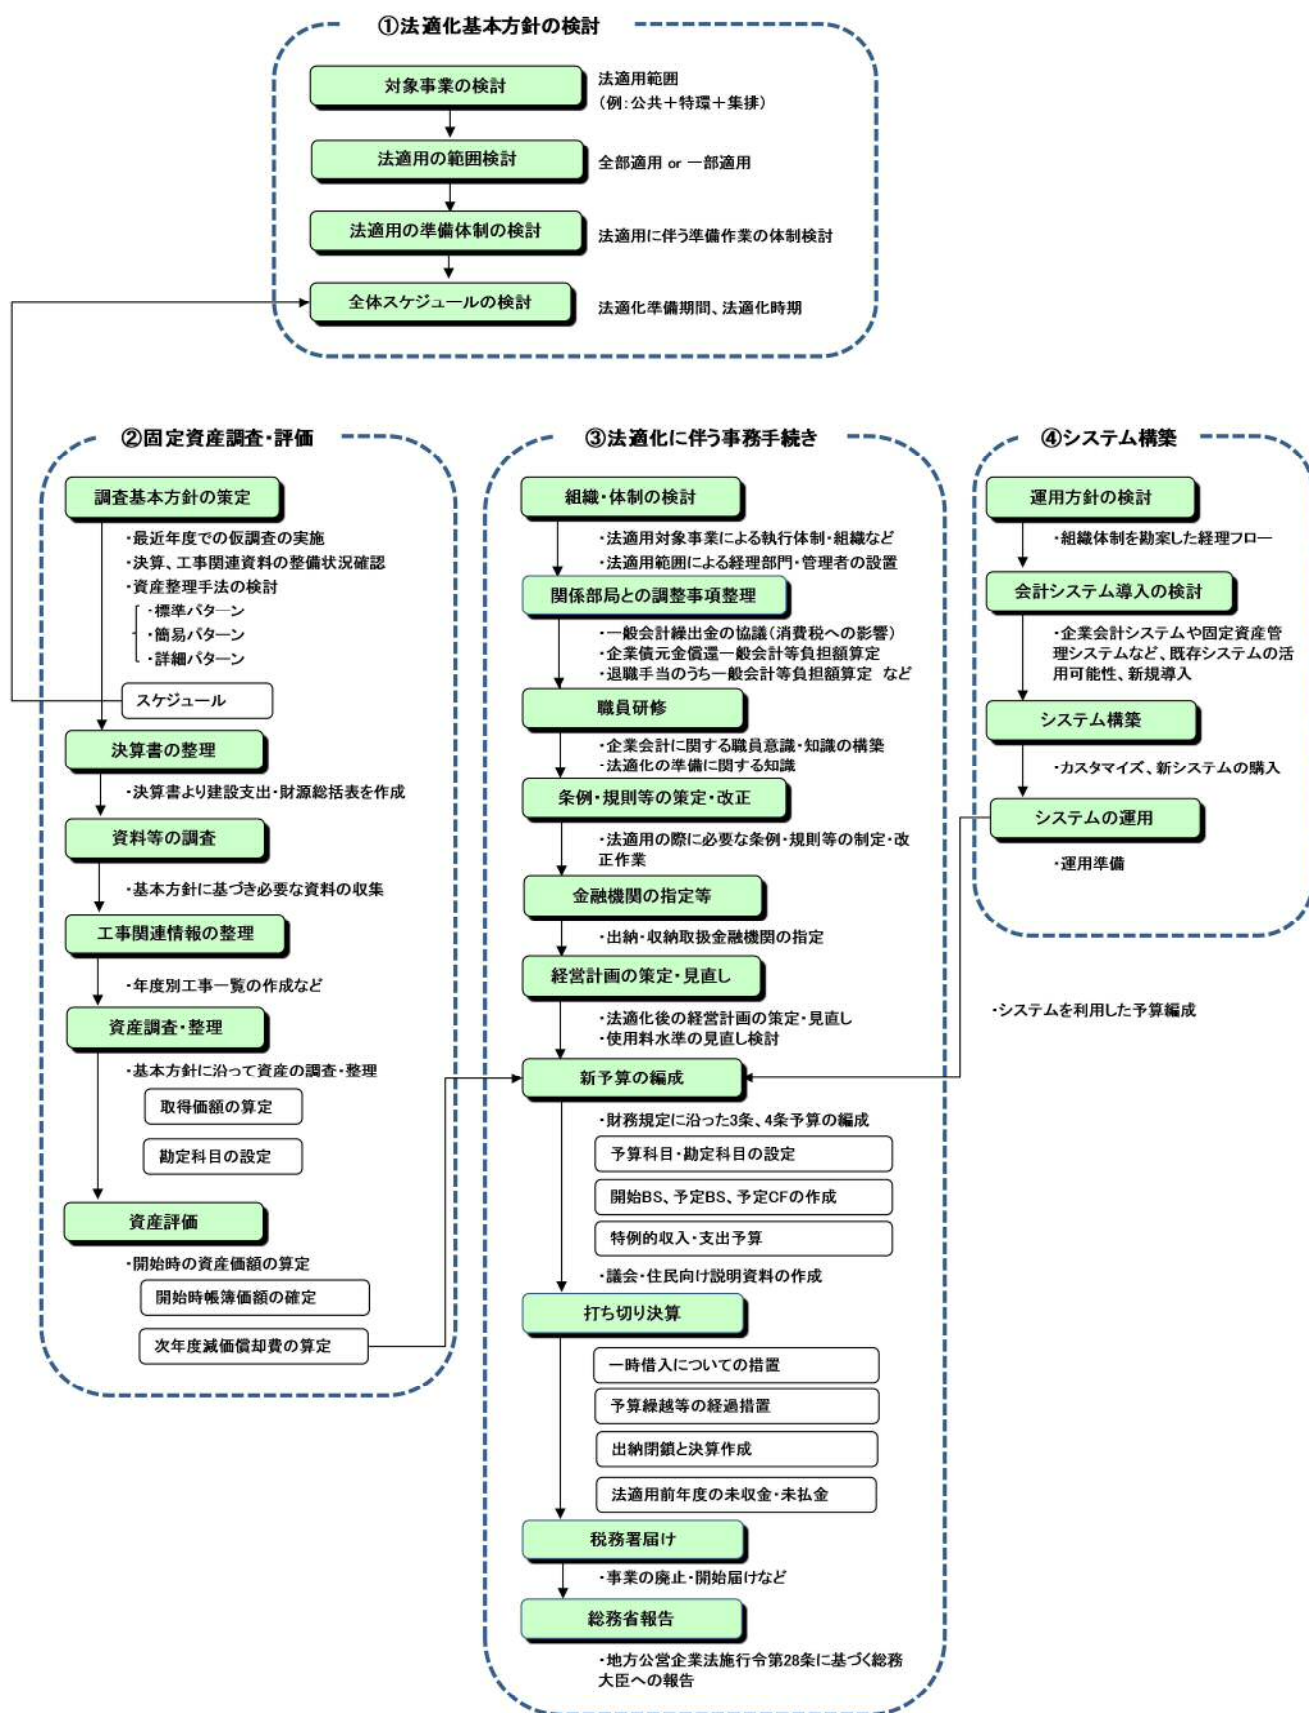 ①法適化基本方針の検討
対象事業の検討
法適用範囲
（例：公共＋特環＋集排）
法適用の範囲検討
全部適用 or 一部適用
法適用の準備体制の検討
法適用に伴う準備作業の体制検討
全体スケジュールの検討
法適化準備期間、法適化時期
②固定資産調査・評価
調査基本方針の策定
・最近年度での仮調査の実施
・決算、工事関連資料の整備状況確認
・資産整理手法の検討
・標準パターン
・簡易パターン
・詳細パターン
スケジュール
決算書の整理
・決算書より建設支出・財源総括表を作成
資料等の調査
・基本方針に基づき必要な資料の収集
工事関連情報の整理
・年度別工事一覧の作成など
資産調査・整理
・基本方針に沿って資産の調査・整理
取得価額の算定
勘定科目の設定
資産評価
・開始時の資産価額の算定
開始時帳簿価額の確定
次年度減価償却費の算定
③法適化に伴う事務手続き
組織・体制の検討
・法適用対象事業による執行体制・組織など
・法適用範囲による経理部門・管理者の設置
関係部局との調整事項整理
・一般会計繰出金の協議（消費税への影響）
・企業債元金償還一般会計等負担額算定
・退職手当のうち一般会計等負担額算定 など
職員研修
・企業会計に関する職員意識・知識の構築
・法適化の準備に関する知識
条例・規則等の策定・改正
・法適用の際に必要な条例・規則等の制定・改
正作業
金融機関の指定等
・出納・収納取扱金融機関の指定
経営計画の策定・見直し
・法適化後の経営計画の策定・見直し
・使用料水準の見直し検討
新予算の編成
・財務規定に沿った3条、4条予算の編成
予算科目・勘定科目の設定
開始BS、予定BS、予定CFの作成
特例的収入・支出予算
・議会・住民向け説明資料の作成
打ち切り決算
一時借入についての措置
予算繰越等の経過措置
出納閉鎖と決算作成
法適用前年度の未収金・未払金
税務署届け
・事業の廃止・開始届けなど
総務省報告
・地方公営企業法施行令第28条に基づく総務
大臣への報告
④システム構築
運用方針の検討
・組織体制を勘案した経理フロー
会計システム導入の検討
・企業会計システムや固定資産管
理システムなど、既存システムの活
用可能性、新規導入
システム構築
・カスタマイズ、新システムの購入
システムの運用
・運用準備
・システムを利用した予算編成